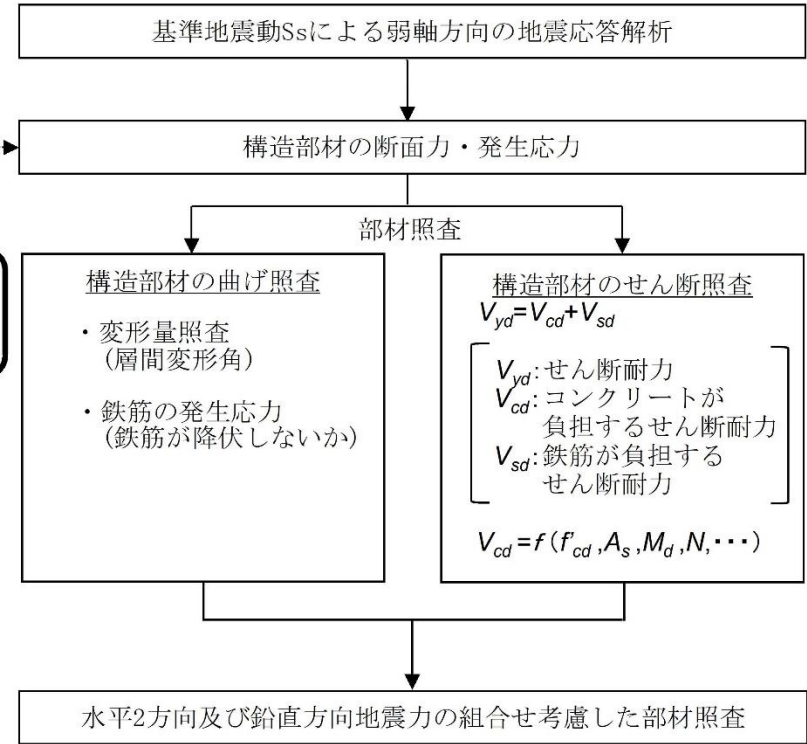 基準地震動Ssによる弱軸方向の地震応答解析
構造部材の断面力・発生応力
部材照査
構造部材の曲げ照査
・変形量照査
(層間変形角)
・鉄筋の発生応力
(鉄筋が降伏しないか)
構造部材のせん断照査
Vyd=Vcd+Vsd
Vyd:せん断耐力
Vcd:コンクリートが
負担するせん断耐力
Vsd:鉄筋が負担する
せん断耐力
Vcd=f(f'cd,As,Md,N,・・・)
水平2方向及び鉛直方向地震力の組合せ考慮した部材照査